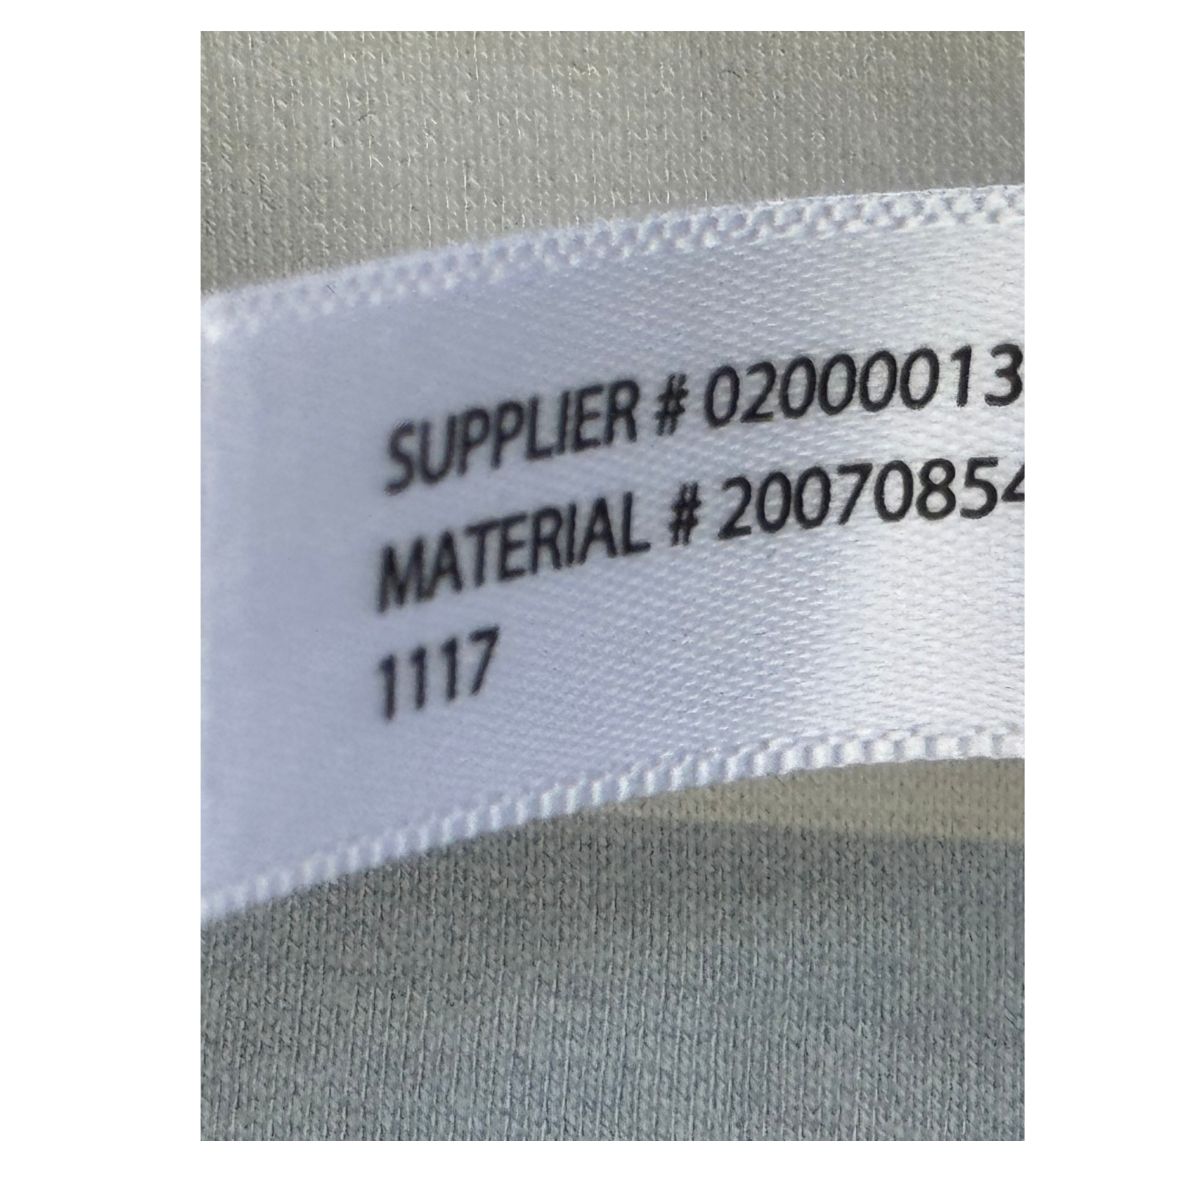 SUPPLIER # 02000013
MATERIAL # 20070854
1117